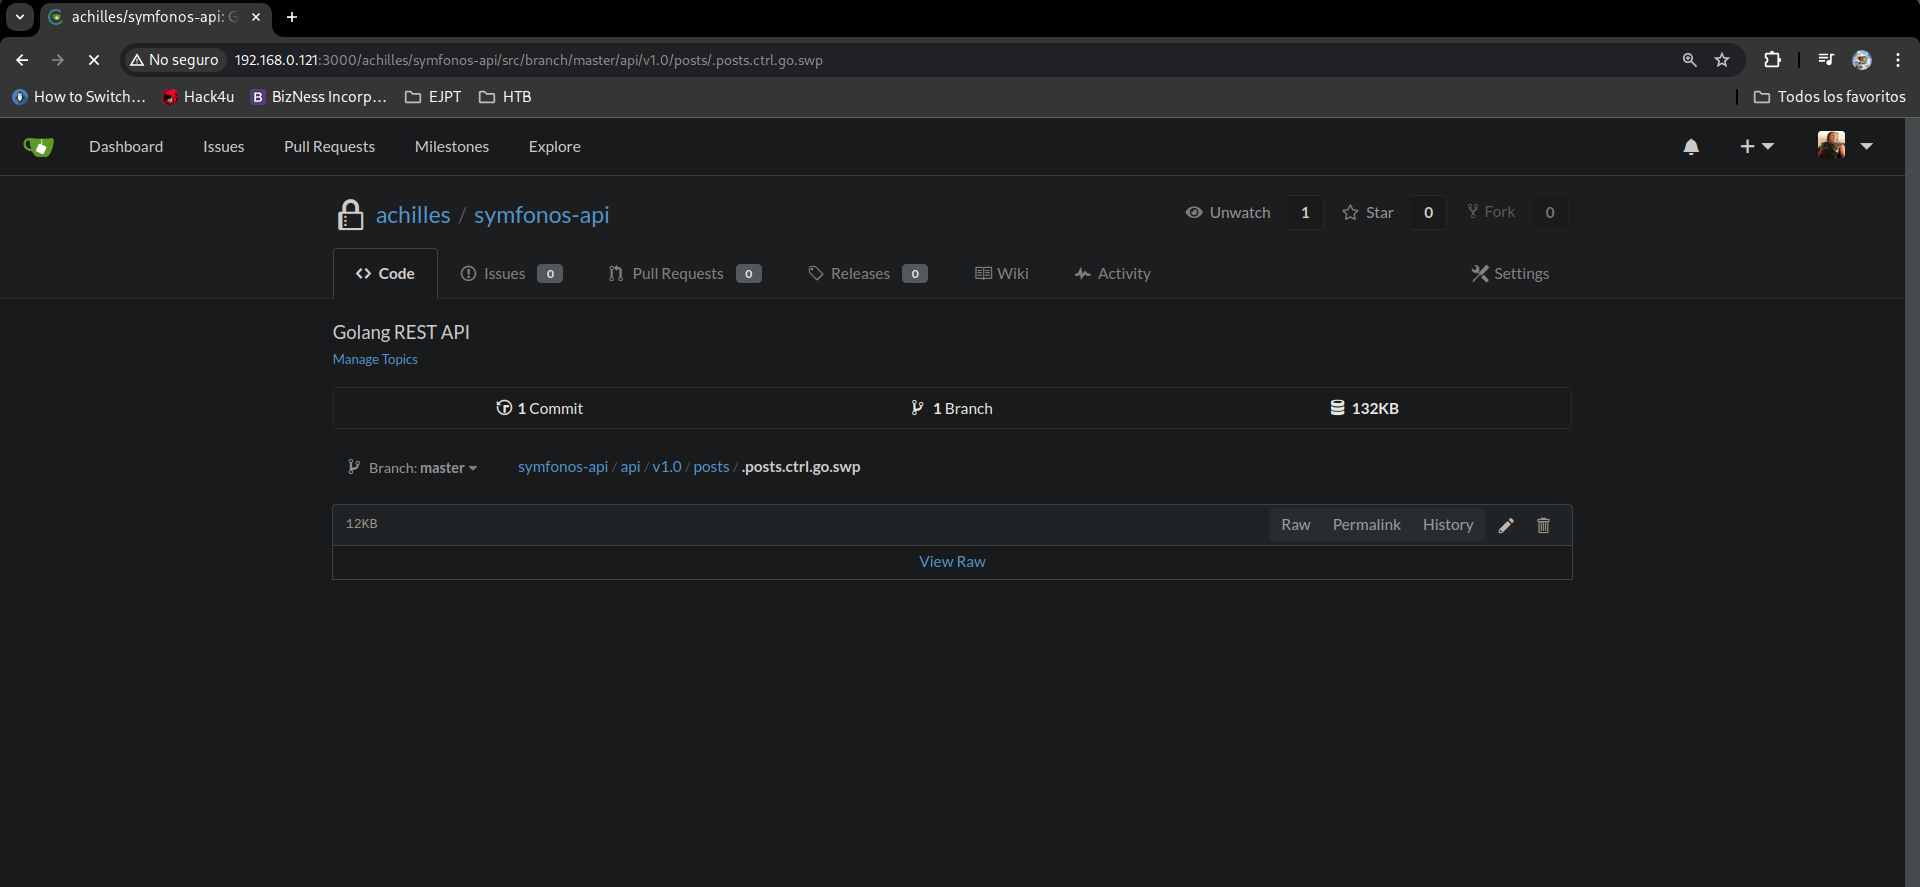 achilles/symfonos-api: G
No seguro 192.168.0.121:3000/achilles/symfonos-api/src/branch/master/api/v1.0/posts/.posts.ctrl.go.swp
How to Switch... Hack4u B BizNess Incorp... EJPT HTB Todos los favoritos
Dashboard Issues Pull Requests Milestones Explore
achilles / symfonos-api Unwatch 1 Star 0 Fork 0
Code Issues 0 Pull Requests 0 Releases 0 Wiki Activity Settings
Golang REST API
Manage Topics
1 Commit 1 Branch 132KB
Branch: master symfonos-api / api / v1.0 / posts / .posts.ctrl.go.swp
12KB Raw Permalink History
View Raw